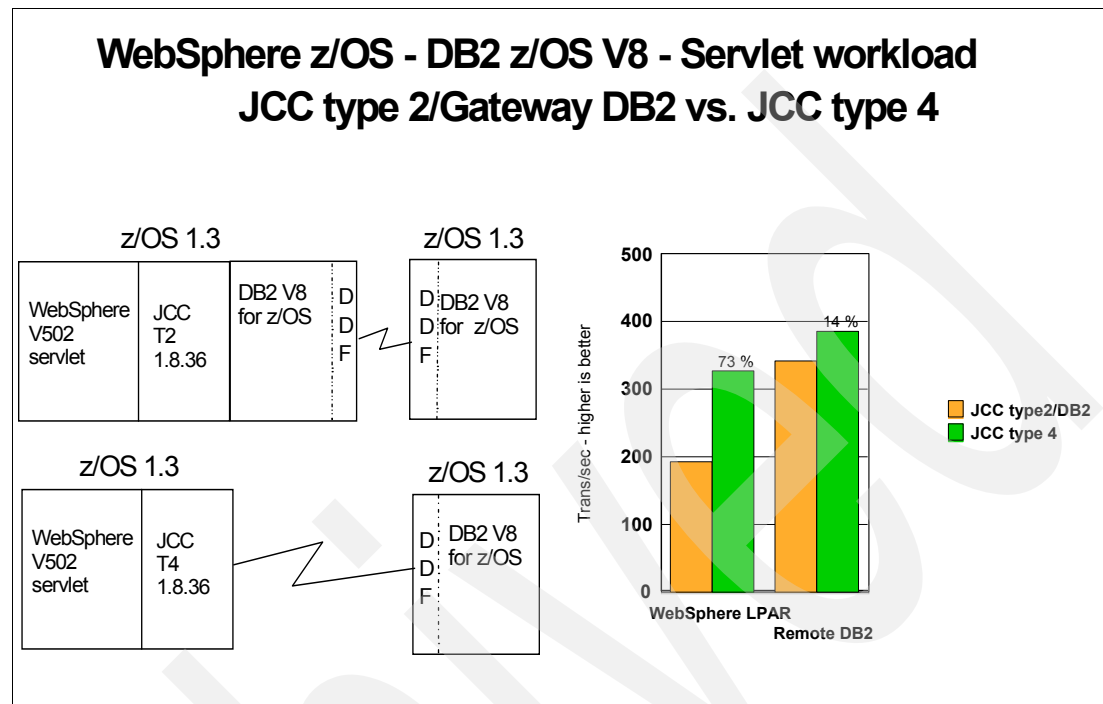 WebSphere z/OS - DB2 z/OS V8 - Servlet workload
JCC type 2/Gateway DB2 vs. JCC type 4
z/OS 1.3
WebSphere
V502
servlet
JCC
T2
1.8.36
DB2 V8
for z/OS
D
D
F
z/OS 1.3
D
D
F
DB2 V8
for z/OS
z/OS 1.3
WebSphere
V502
servlet
JCC
T4
1.8.36
z/OS 1.3
D
D
F
DB2 V8
for z/OS
Trans/sec - higher is better
500
400
300
200
100
0
73 %
14 %
WebSphere LPAR
Remote DB2
JCC type2/DB2
JCC type 4